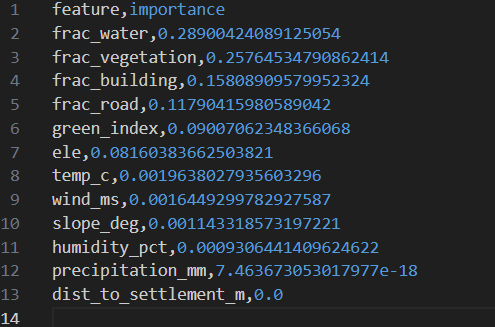 1 feature,importance
2 frac_water,0.28900424089125054
3 frac_vegetation,0.25764534790862414
4 frac_building,0.15808909579952324
5 frac_road,0.11790415980589042
6 green_index,0.09007062348366068
7 ele,0.08160383662503821
8 temp_c,0.0019638027935603296
9 wind_ms,0.0016449299782927587
10 slope_deg,0.001143318573197221
11 humidity_pct,0.0009306441409624622
12 precipitation_mm,7.463673053017977e-18
13 dist_to_settlement_m,0.0
14